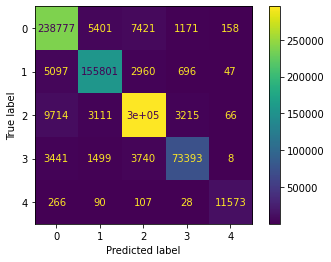 0 238777 5401 7421 1171 158
1 5097 155801 2960 696 47
2 9714 3111 3e+05 3215 66
3 3441 1499 3740 73393 8
4 266 90 107 28 11573
0 1 2 3 4
Predicted label
True label
250000
200000
150000
100000
50000